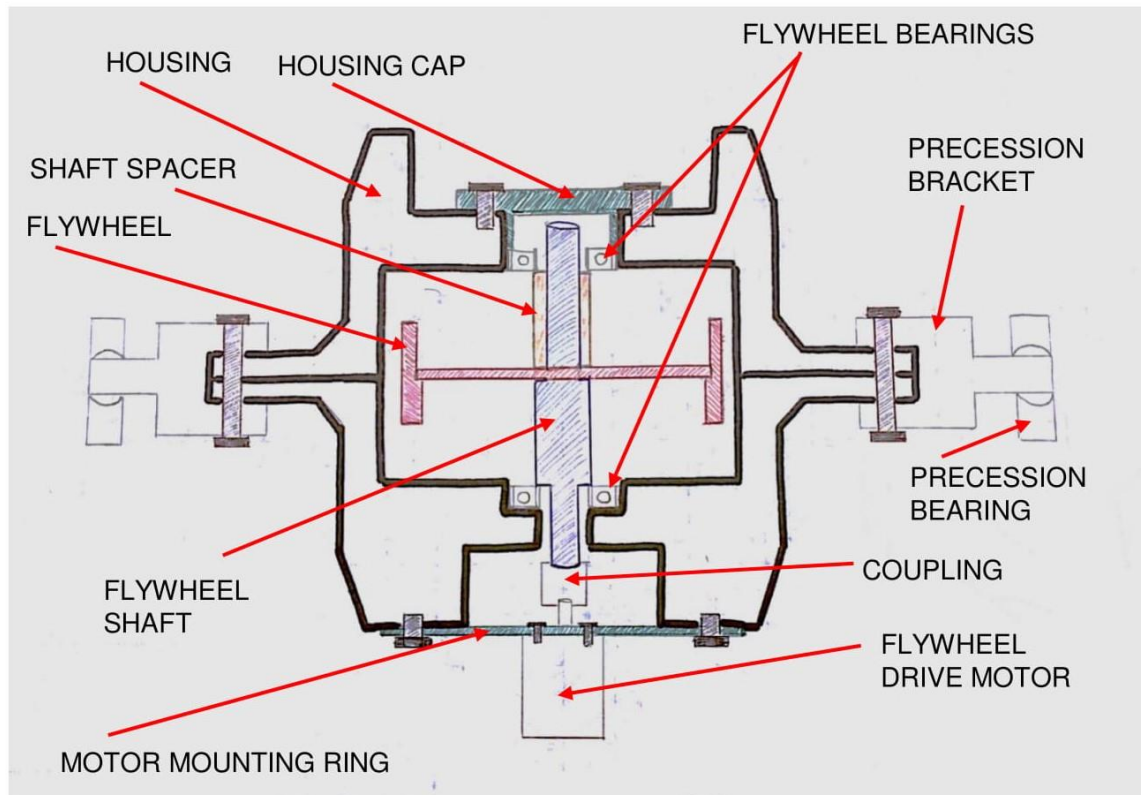 FLYWHEEL BEARINGS
HOUSING
HOUSING CAP
PRECESSION
BRACKET
SHAFT SPACER
FLYWHEEL
PRECESSION
BEARING
FLYWHEEL
SHAFT
COUPLING
FLYWHEEL
DRIVE MOTOR
MOTOR MOUNTING RING